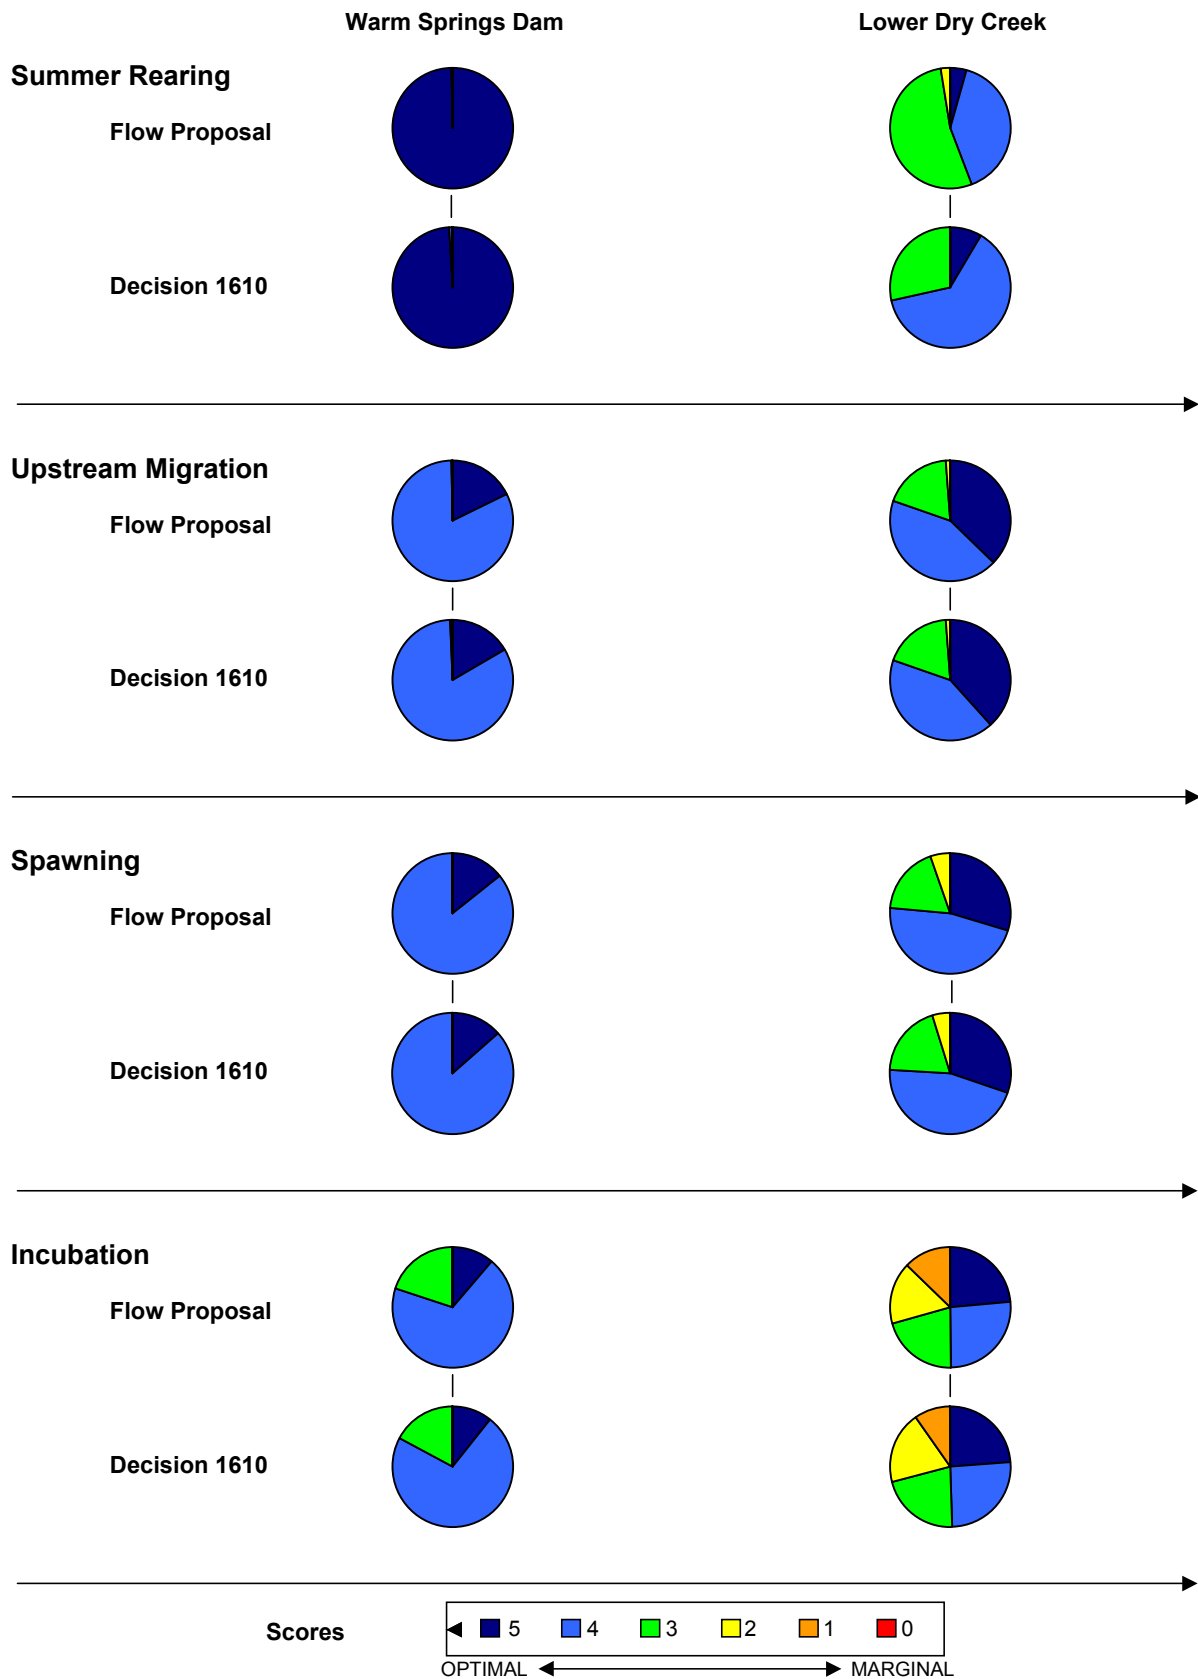 Warm Springs Dam Lower Dry Creek
Summer Rearing
Flow Proposal
Decision 1610
Upstream Migration
Flow Proposal
Decision 1610
Spawning
Flow Proposal
Decision 1610
Incubation
Flow Proposal
Decision 1610
Scores 5 4 3 2 1 0
OPTIMAL MARGINAL